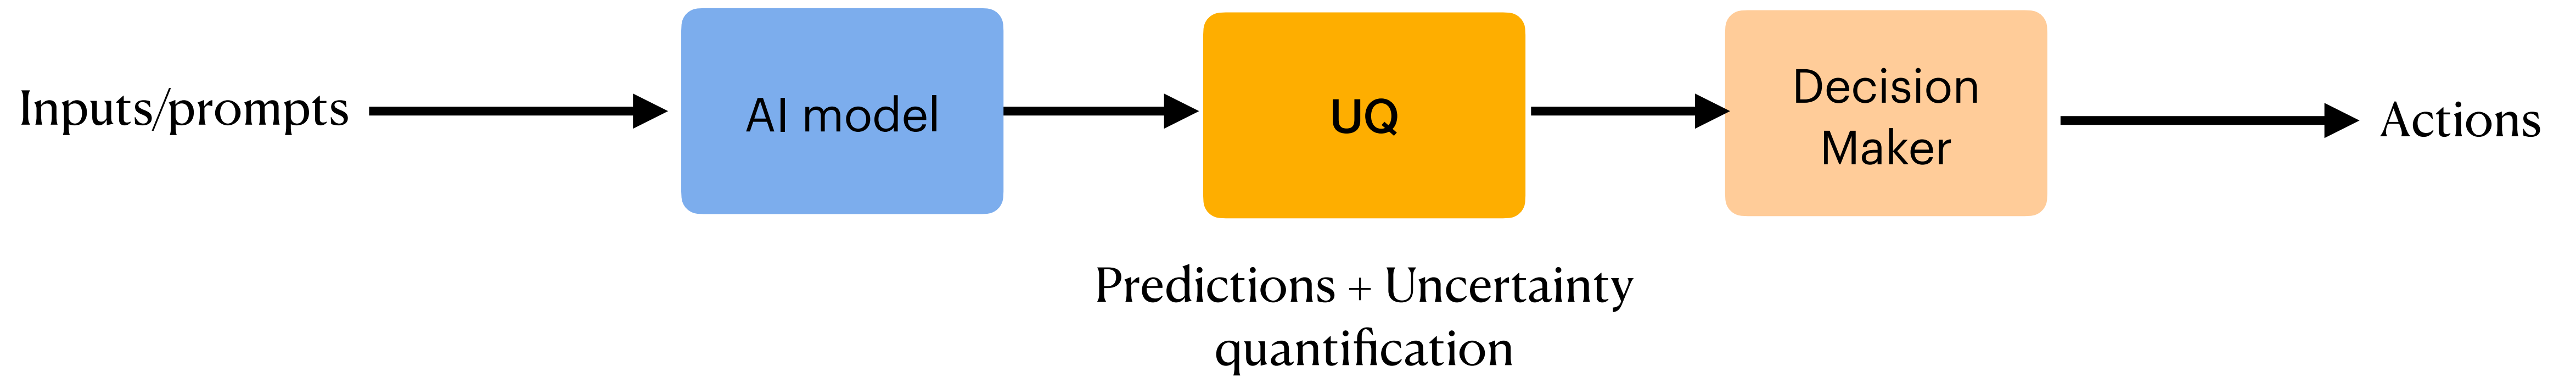 Inputs/prompts
AI model
UQ
Decision
Maker
Actions
Predictions + Uncertainty
quantification